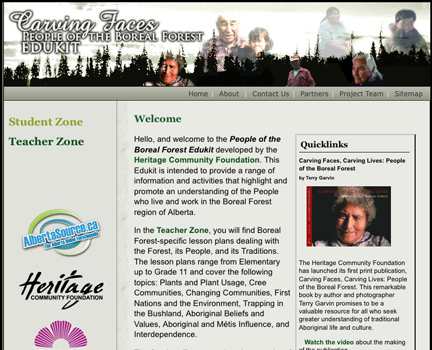 Carving Faces
People of the Boreal Forest
EDUKIT
Home | About | Contact Us | Partners | Project Team | Sitemap
Student Zone
Teacher Zone
AlbertaSource.ca
Heritage
COMMUNITY FOUNDATION
Welcome
Hello, and welcome to the People of the
Boreal Forest Edukit developed by the
Heritage Community Foundation. This
Edukit is intended to provide a range of
information and activities that highlight and
promote an understanding of the People
who live and work in the Boreal Forest
region of Alberta.
In the Teacher Zone, you will find Boreal
Forest-specific lesson plans dealing with
the Forest, its People, and its Traditions.
The lesson plans range from Elementary
up to Grade 11 and cover the following
topics: Plants and Plant Usage, Cree
Communities, Changing Communities, First
Nations and the Environment, Trapping in
the Bushland, Aboriginal Beliefs and
Values, Aboriginal and Métis Influence, and
Interdependence.
Quicklinks
Carving Faces, Carving Lives: People
of the Boreal Forest
by Terry Garvin
The Heritage Community Foundation
has launched its first print publication,
Carving Faces, Carving Lives: People
of the Boreal Forest. This remarkable
book by author and photographer
Terry Garvin promises to be a
valuable resource for all who seek
greater understanding of traditional
Aboriginal life and culture.
Watch the video about the making